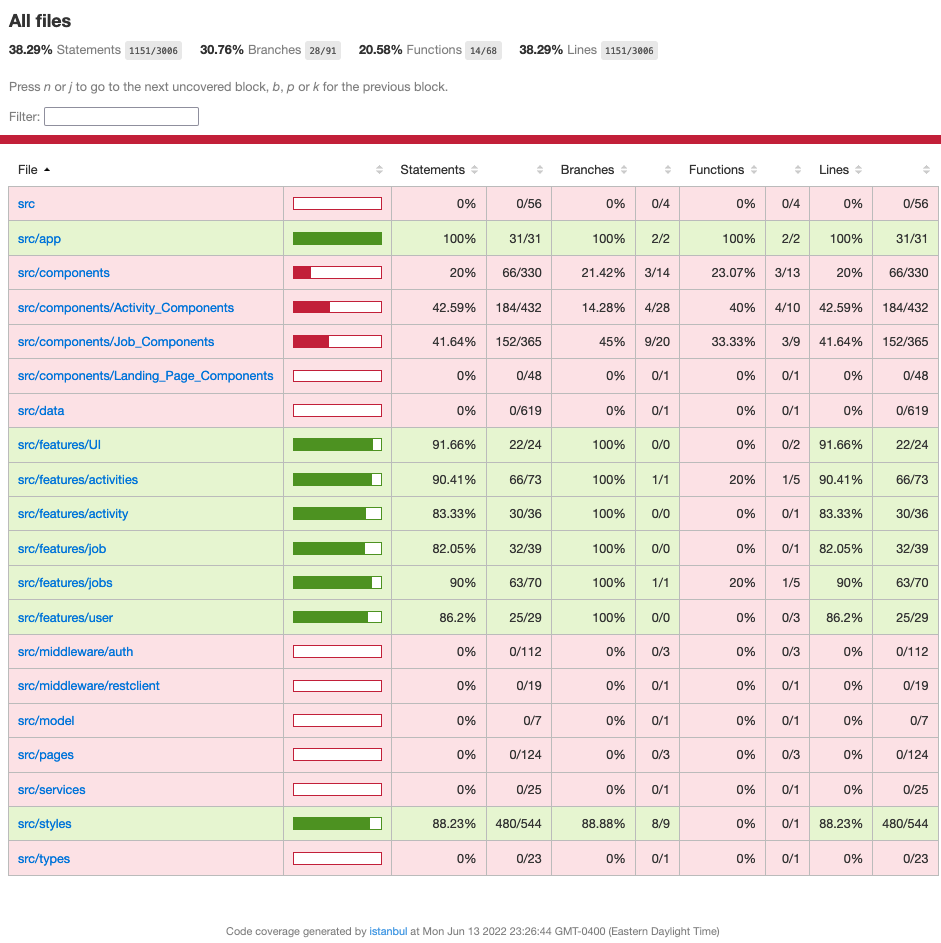 All files
38.29% Statements 1151/3006 30.76% Branches 28/91 20.58% Functions 14/68 38.29% Lines 1151/3006
Press n or j to go to the next uncovered block, b, p or k for the previous block.
Filter:
File Statements Branches Functions Lines
src 0% 0/56 0% 0/4 0% 0/4 0% 0/56
src/app 100% 31/31 100% 2/2 100% 2/2 100% 31/31
src/components 20% 66/330 21.42% 3/14 23.07% 3/13 20% 66/330
src/components/Activity_Components 42.59% 184/432 14.28% 4/28 40% 4/10 42.59% 184/432
src/components/Job_Components 41.64% 152/365 45% 9/20 33.33% 3/9 41.64% 152/365
src/components/Landing_Page_Components 0% 0/48 0% 0/1 0% 0/1 0% 0/48
src/data 0% 0/619 0% 0/1 0% 0/1 0% 0/619
src/features/UI 91.66% 22/24 100% 0/0 0% 0/2 91.66% 22/24
src/features/activities 90.41% 66/73 100% 1/1 20% 1/5 90.41% 66/73
src/features/activity 83.33% 30/36 100% 0/0 0% 0/1 83.33% 30/36
src/features/job 82.05% 32/39 100% 0/0 0% 0/1 82.05% 32/39
src/features/jobs 90% 63/70 100% 1/1 20% 1/5 90% 63/70
src/features/user 86.2% 25/29 100% 0/0 0% 0/3 86.2% 25/29
src/middleware/auth 0% 0/112 0% 0/3 0% 0/3 0% 0/112
src/middleware/restclient 0% 0/19 0% 0/1 0% 0/1 0% 0/19
src/model 0% 0/7 0% 0/1 0% 0/1 0% 0/7
src/pages 0% 0/124 0% 0/3 0% 0/3 0% 0/124
src/services 0% 0/25 0% 0/1 0% 0/1 0% 0/25
src/styles 88.23% 480/544 88.88% 8/9 0% 0/1 88.23% 480/544
src/types 0% 0/23 0% 0/1 0% 0/1 0% 0/23
Code coverage generated by istanbul at Mon Jun 13 2022 23:26:44 GMT-0400 (Eastern Daylight Time)